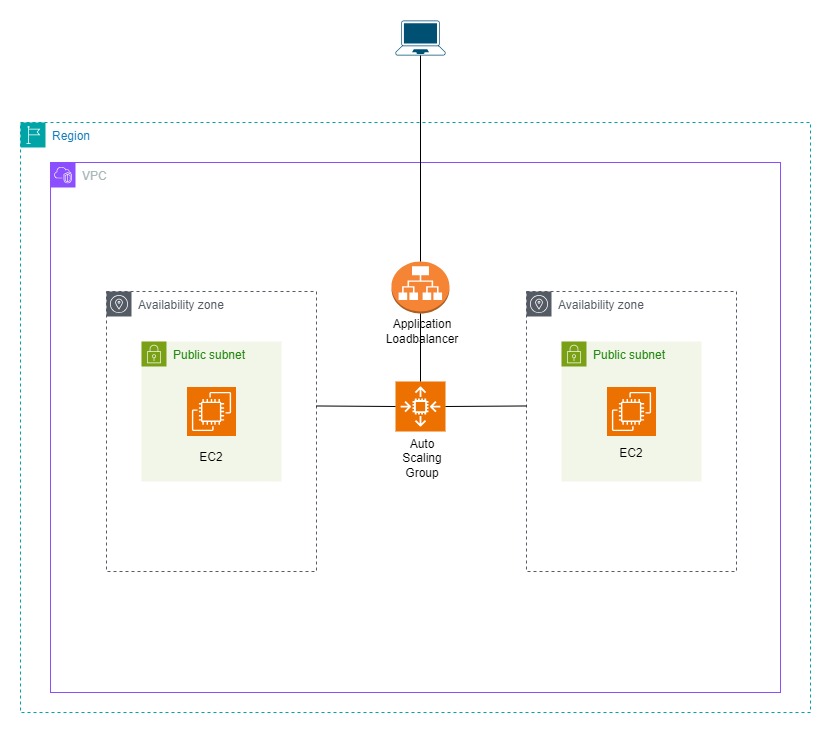 Region
VPC
Availability zone
Public subnet
EC2
Application
Loadbalancer
Auto
Scaling
Group
Availability zone
Public subnet
EC2